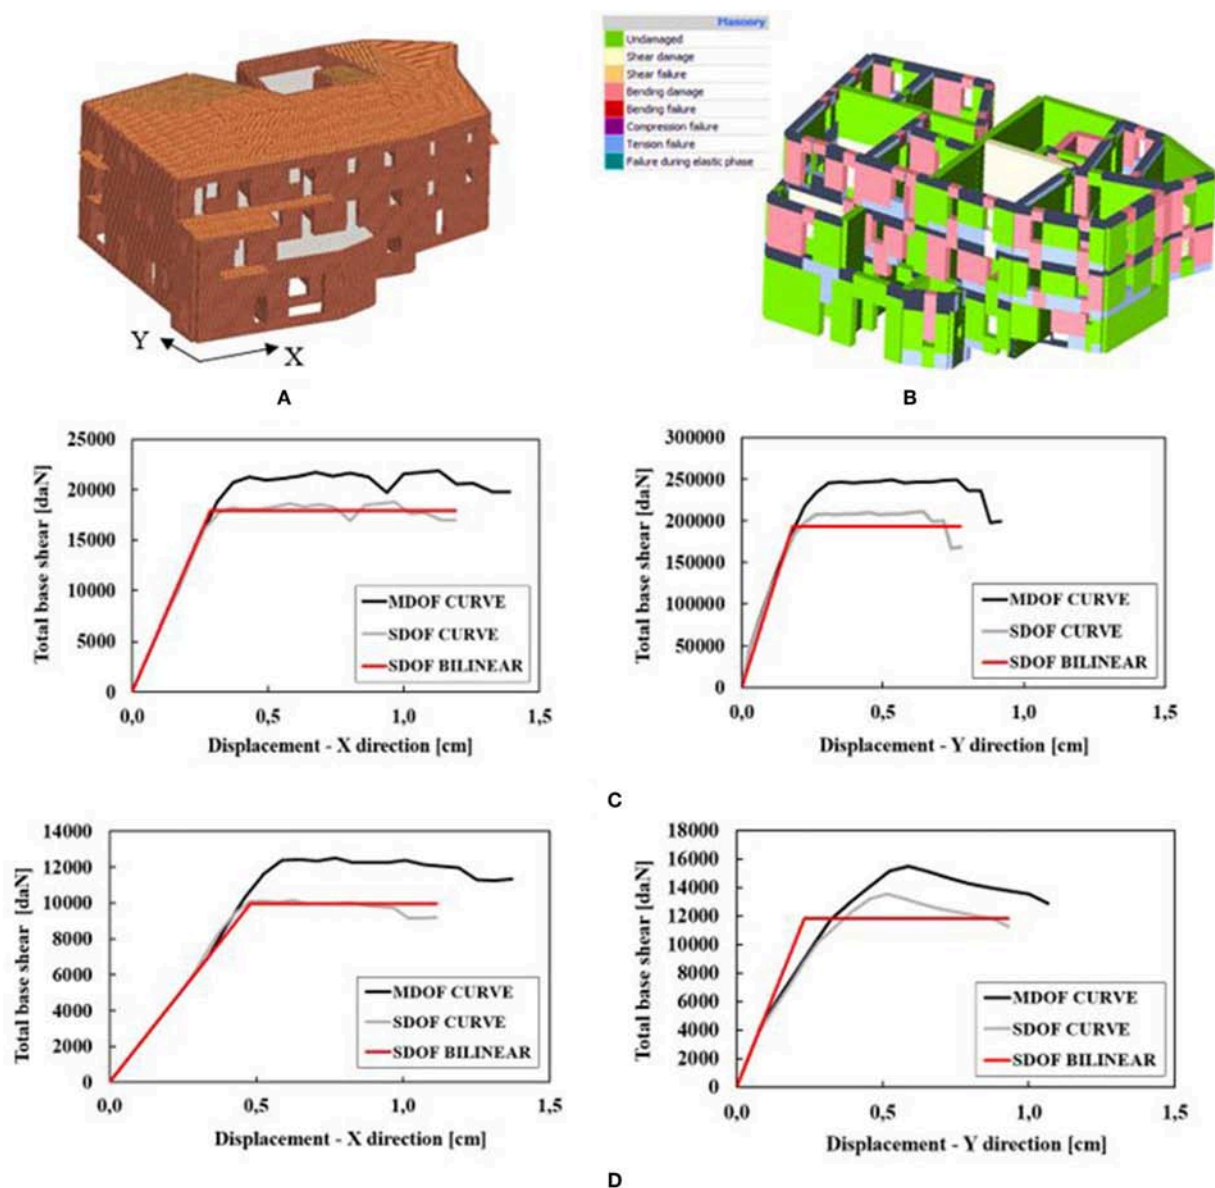 Masonry
Undamaged
Shear damage
Shear failure
Bending damage
Bending failure
Compression failure
Tension failure
Failure during elastic phase
Y
X
A
B
Total base shear [daN]
25000
20000
15000
10000
5000
0
0,0
0,5
1,0
1,5
MDOF CURVE
SDOF CURVE
SDOF BILINEAR
Displacement - X direction [cm]
Total base shear [daN]
300000
250000
200000
150000
100000
50000
0
0,0
0,5
1,0
1,5
MDOF CURVE
SDOF CURVE
SDOF BILINEAR
Displacement - Y direction [cm]
C
Total base shear [daN]
14000
12000
10000
8000
6000
4000
2000
0
0,0
0,5
1,0
1,5
MDOF CURVE
SDOF CURVE
SDOF BILINEAR
Displacement - X direction [cm]
Total base shear [daN]
18000
16000
14000
12000
10000
8000
6000
4000
2000
0
0,0
0,5
1,0
1,5
MDOF CURVE
SDOF CURVE
SDOF BILINEAR
Displacement - Y direction [cm]
D